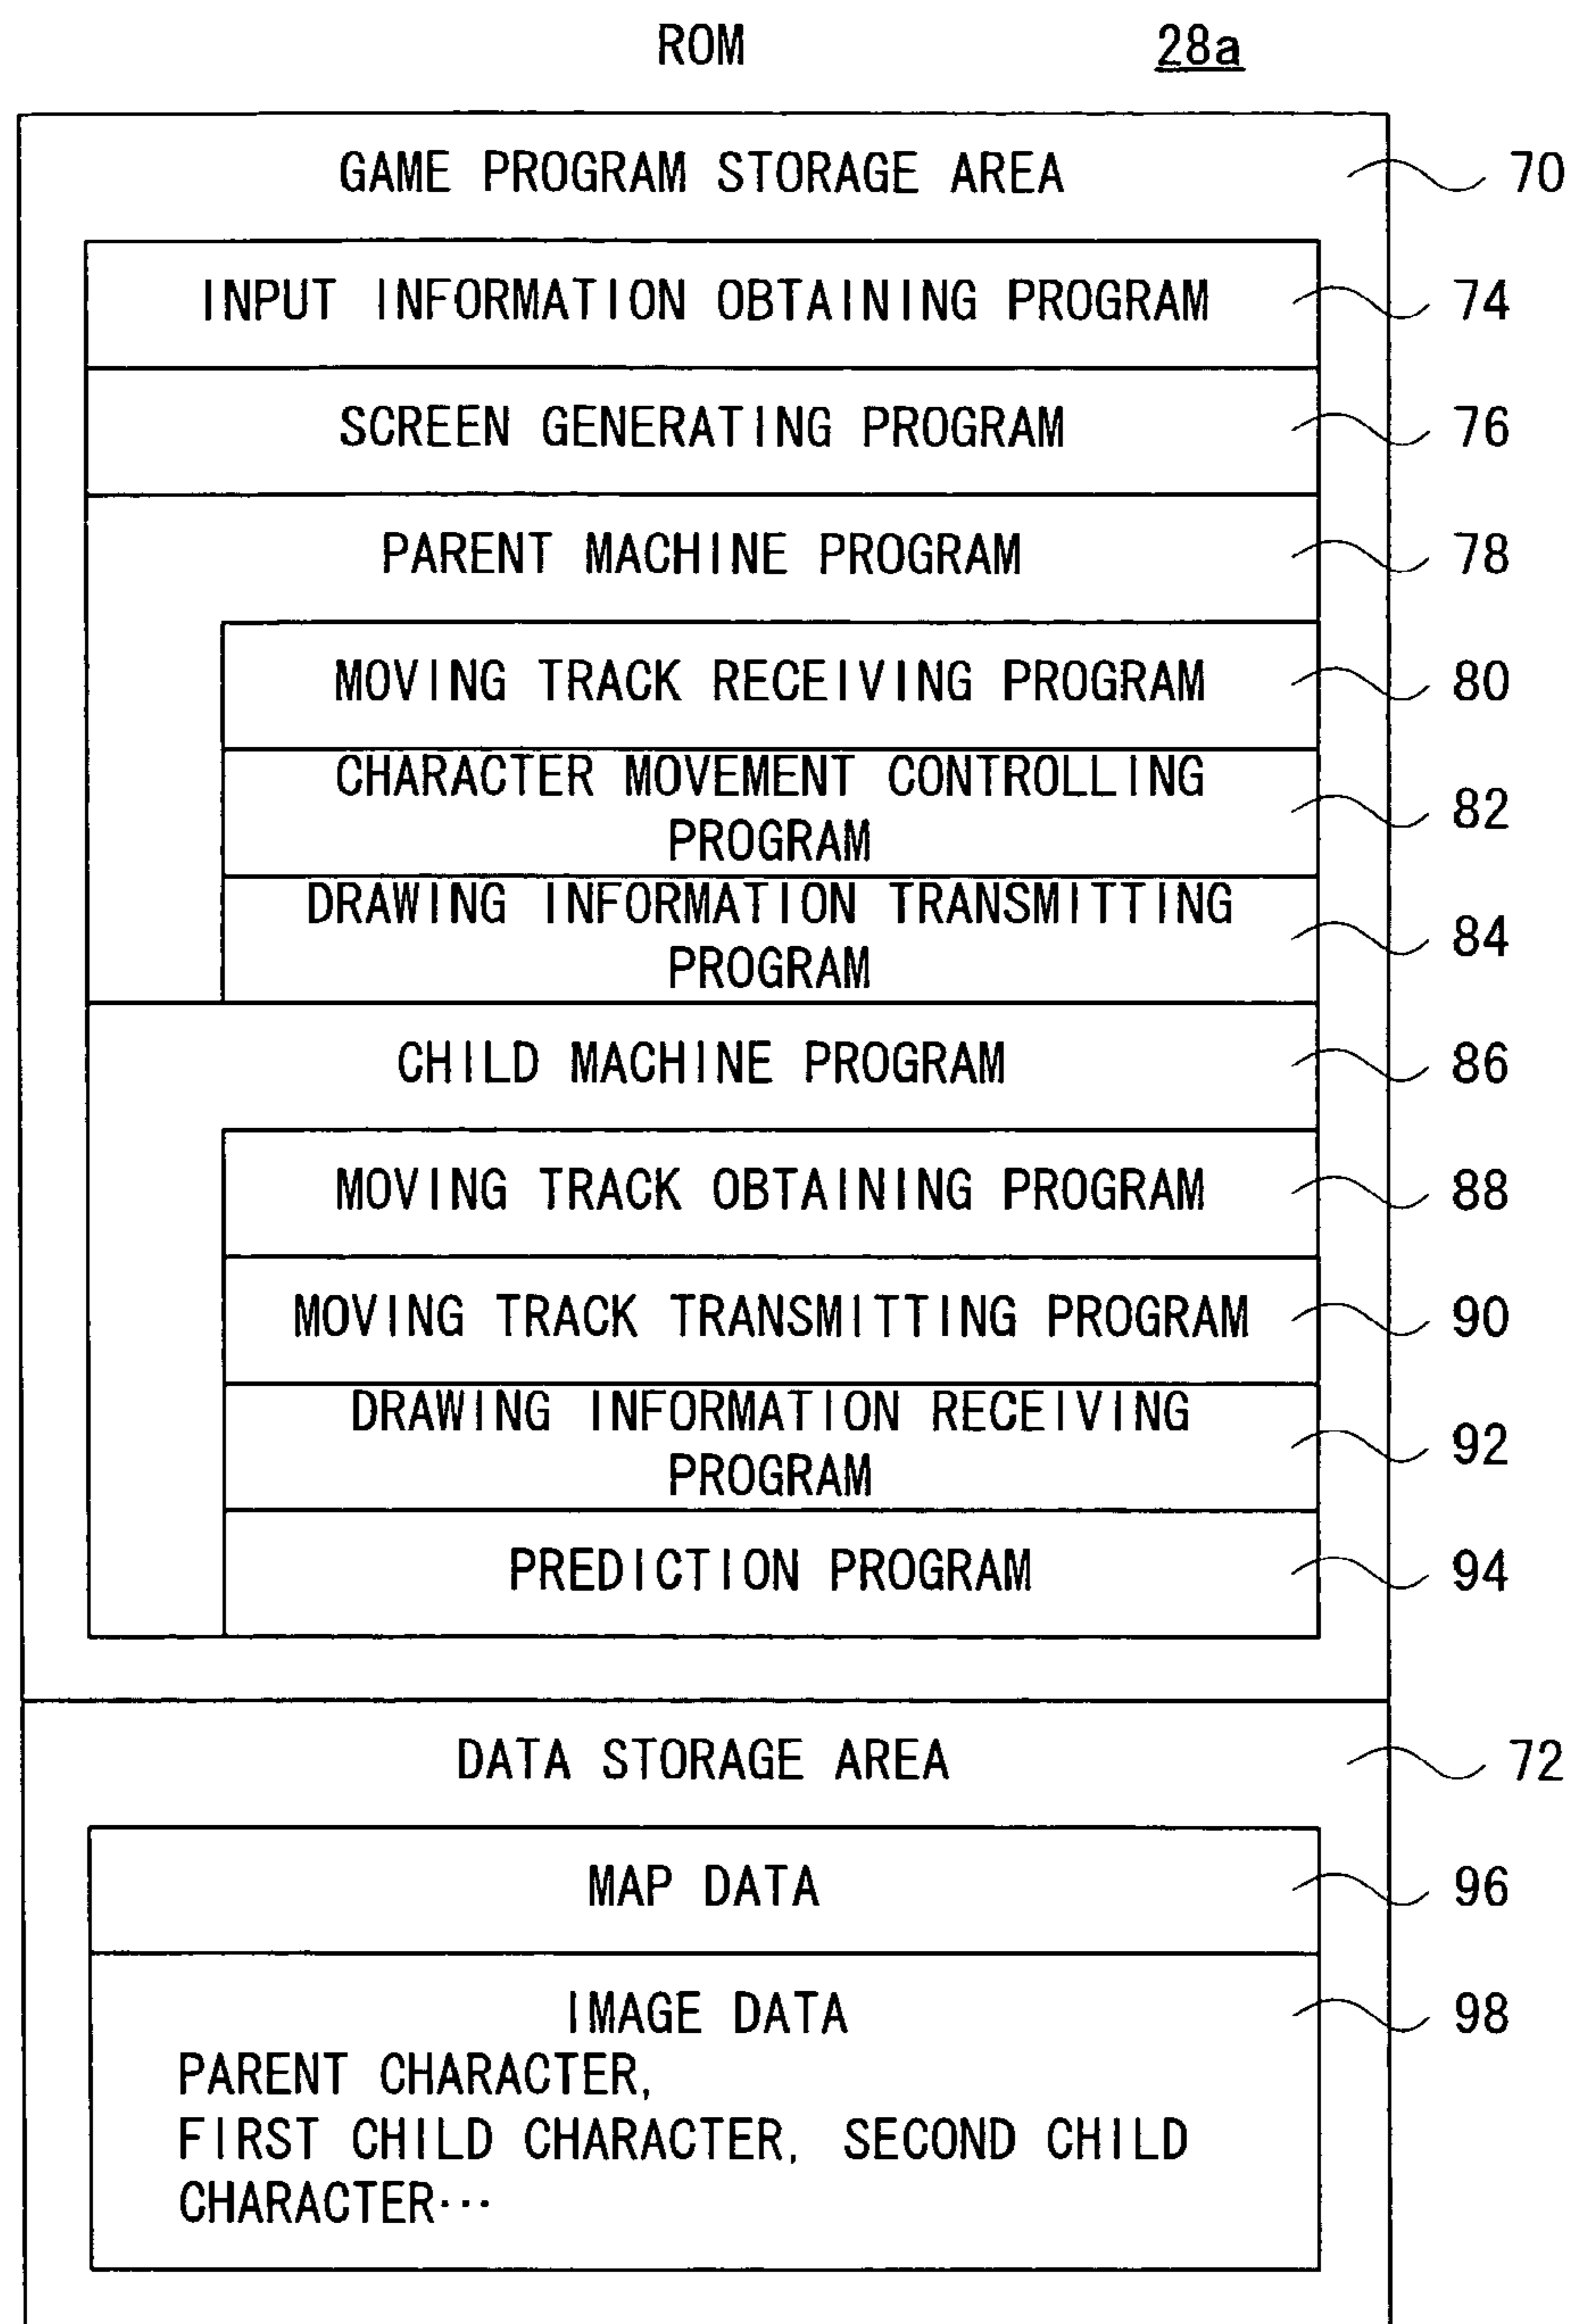 ROM 28a
GAME PROGRAM STORAGE AREA 70
INPUT INFORMATION OBTAINING PROGRAM 74
SCREEN GENERATING PROGRAM 76
PARENT MACHINE PROGRAM 78
MOVING TRACK RECEIVING PROGRAM 80
CHARACTER MOVEMENT CONTROLLING
PROGRAM 82
DRAWING INFORMATION TRANSMITTING
PROGRAM 84
CHILD MACHINE PROGRAM 86
MOVING TRACK OBTAINING PROGRAM 88
MOVING TRACK TRANSMITTING PROGRAM 90
DRAWING INFORMATION RECEIVING
PROGRAM 92
PREDICTION PROGRAM 94
DATA STORAGE AREA 72
MAP DATA 96
IMAGE DATA 98
PARENT CHARACTER,
FIRST CHILD CHARACTER, SECOND CHILD
CHARACTER···